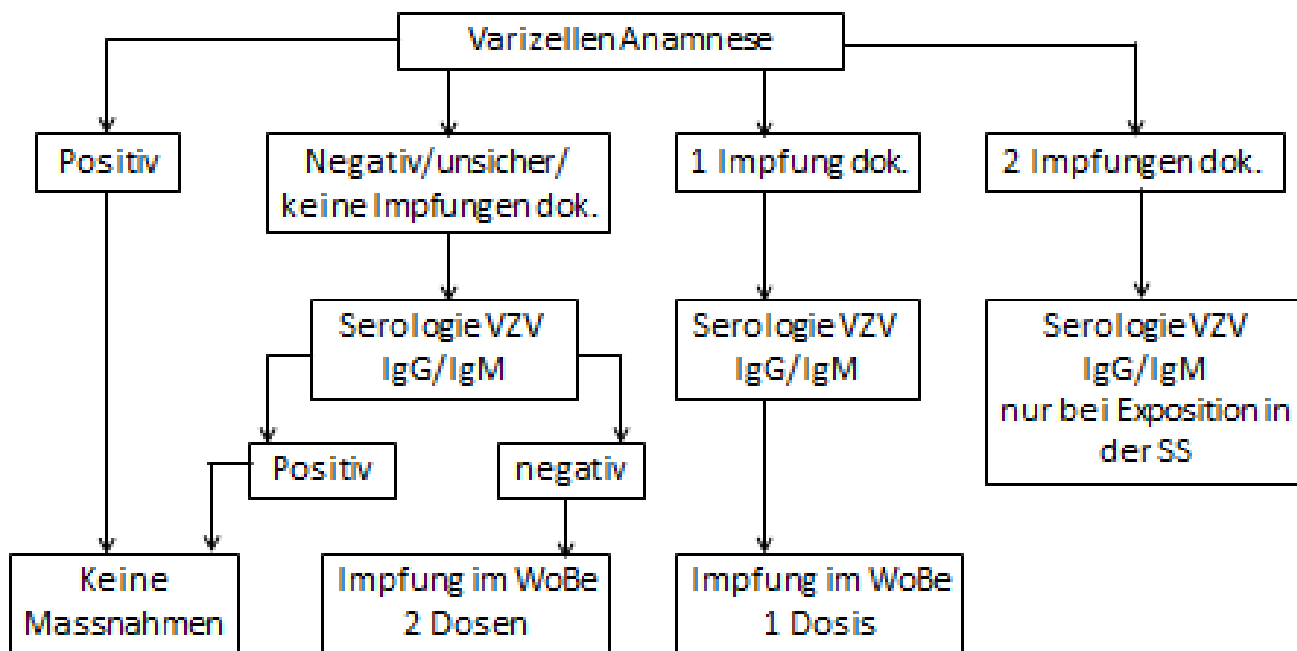 Varizellen Anamnese
Positiv
Negativ/unsicher/
keine Impfungen dok.
1 Impfung dok.
2 Impfungen dok.
Serologie VZV
IgG/IgM
Serologie VZV
IgG/IgM
Serologie VZV
IgG/IgM
nur bei Exposition in
der SS
Positiv
negativ
Keine
Massnahmen
Impfung im WoBe
2 Dosen
Impfung im WoBe
1 Dosis